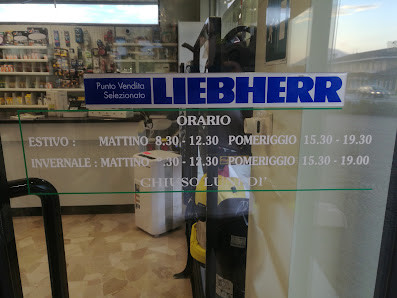 Punto Vendita
Selezionato
LIEBHERR
ORARIO
ESTIVO : MATTINO 8.30 - 12.30 POMERIGGIO 15.30 - 19.30
INVERNALE : MATTINO .30 - 12.30 POMERIGGIO 15.30 - 19.00
CHIUSO LUNEDI'